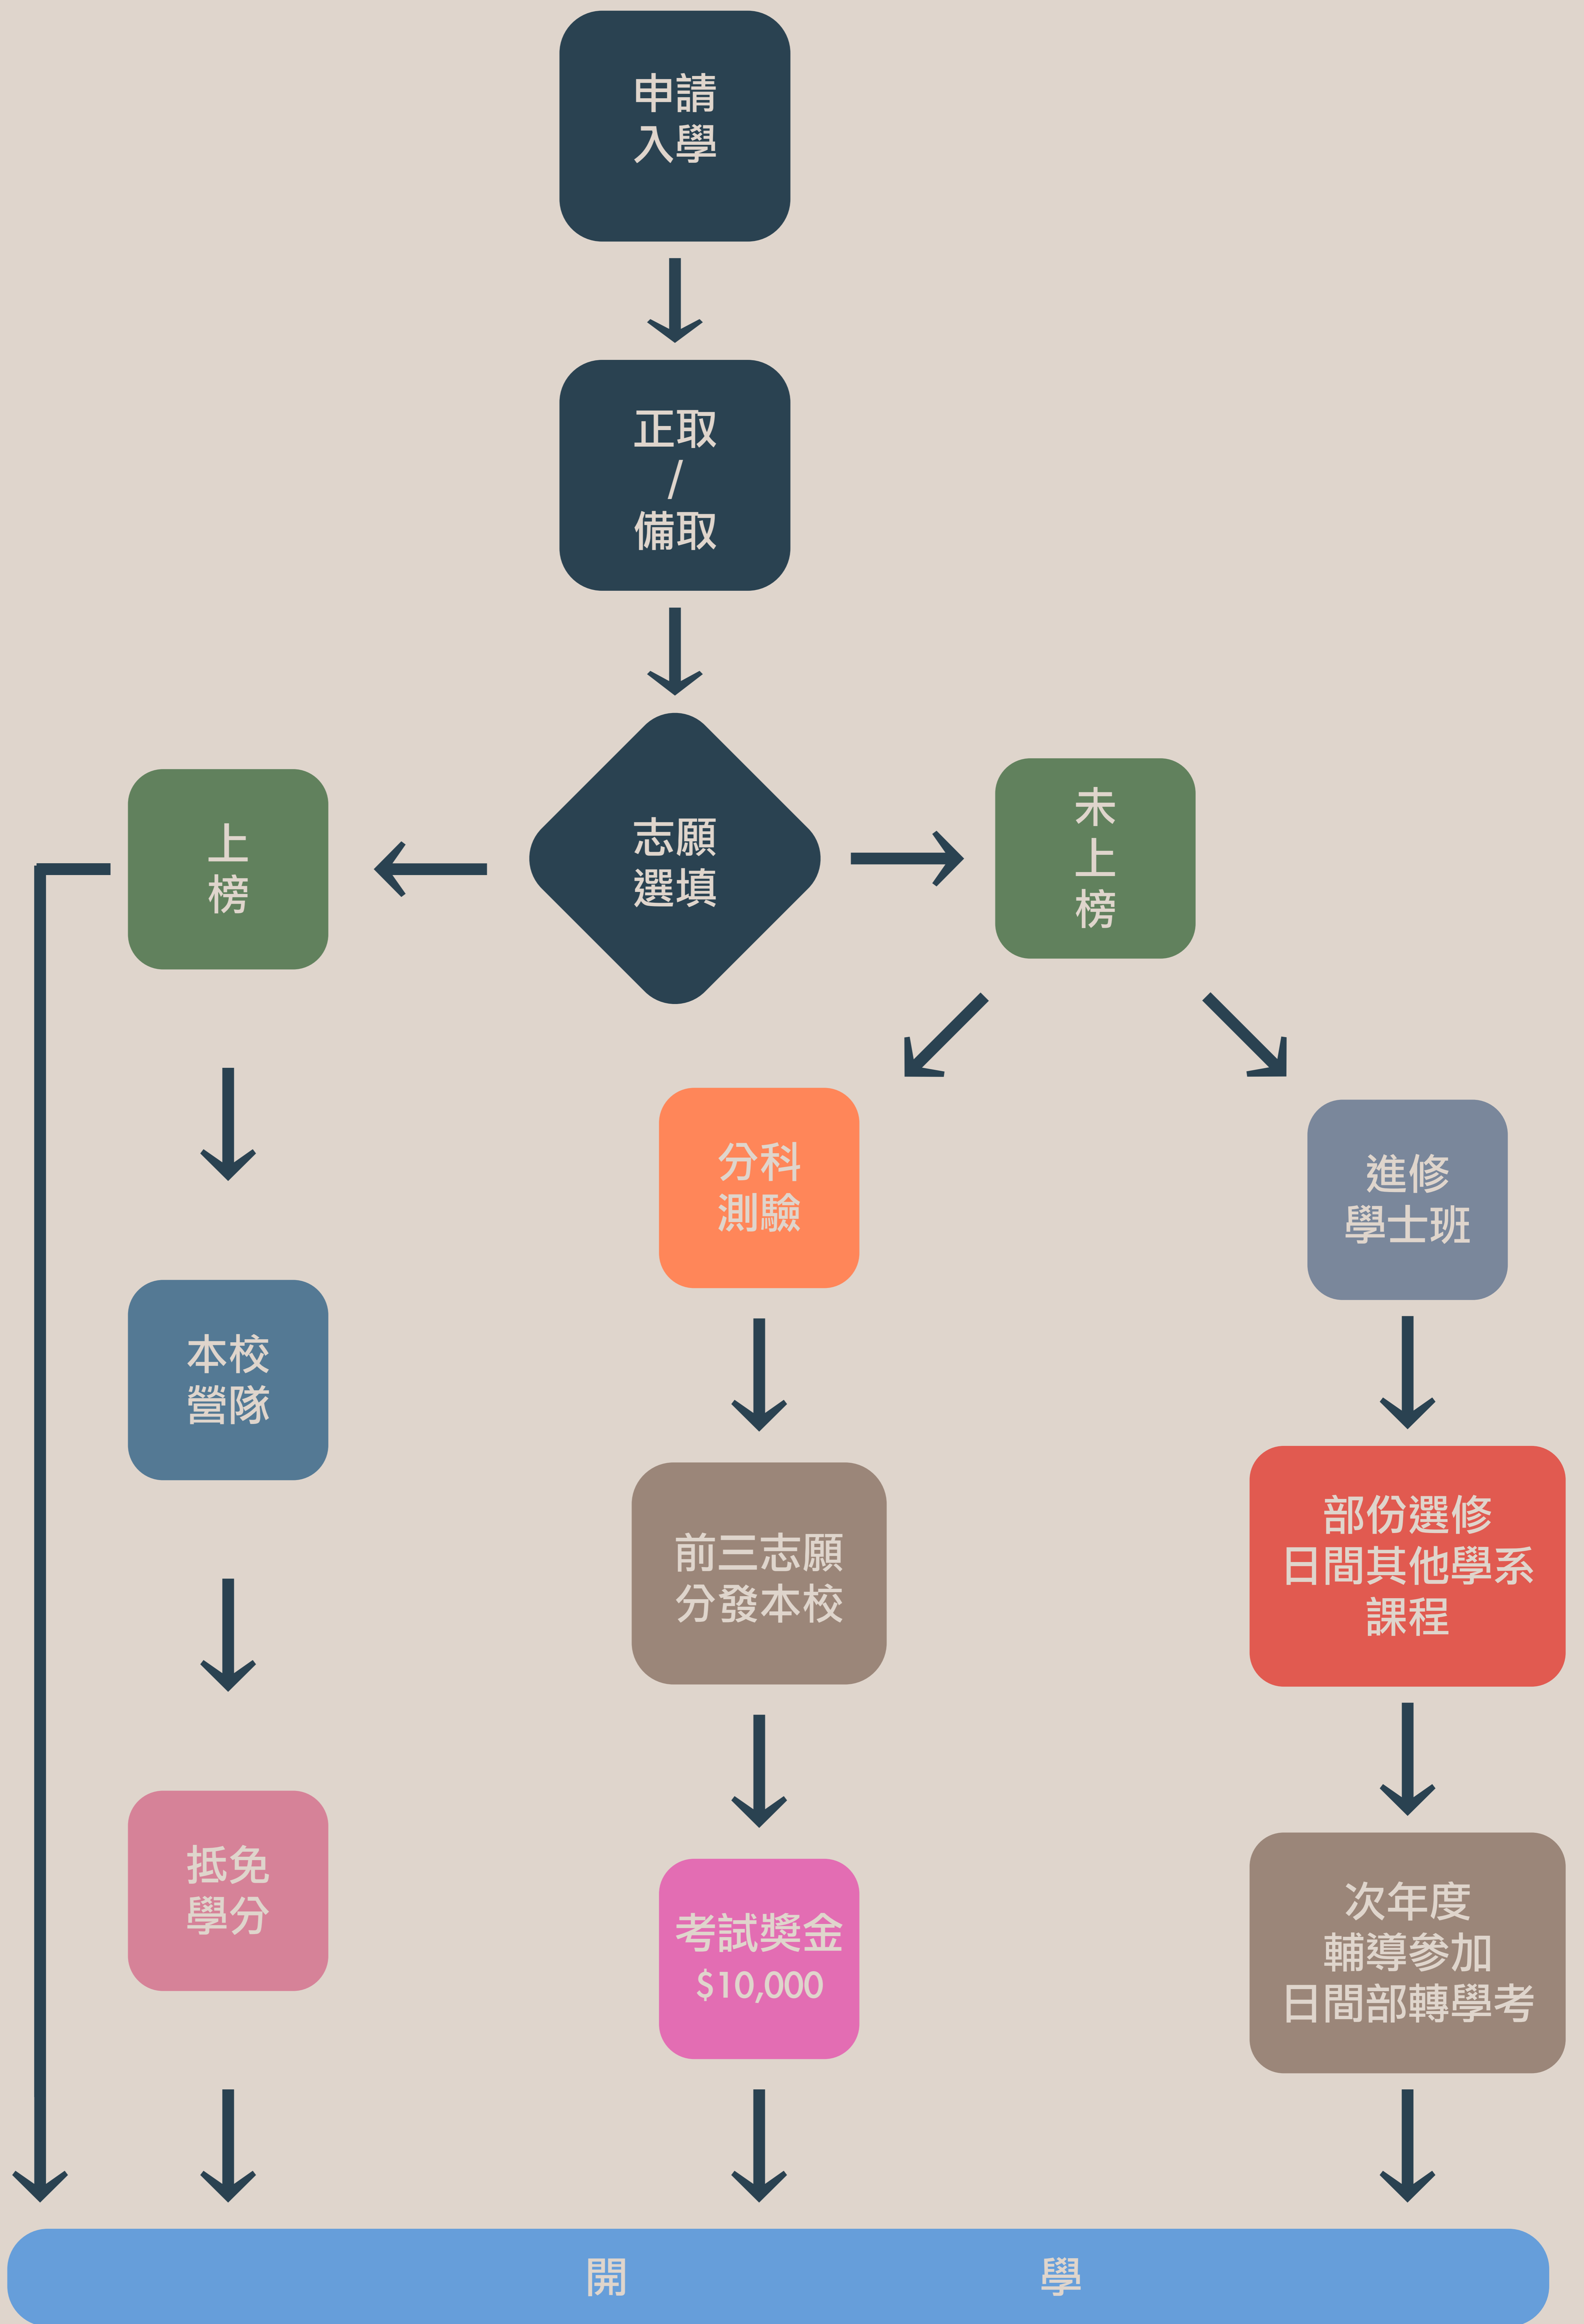 申請
入學
正取
/
備取
志願
選填
上
榜
未
上
榜
分科
測驗
進修
學士班
本校
營隊
前三志願
分發本校
部份選修
日間其他學系
課程
抵免
學分
考試獎金
$10,000
次年度
輔導參加
日間部轉學考
開 學